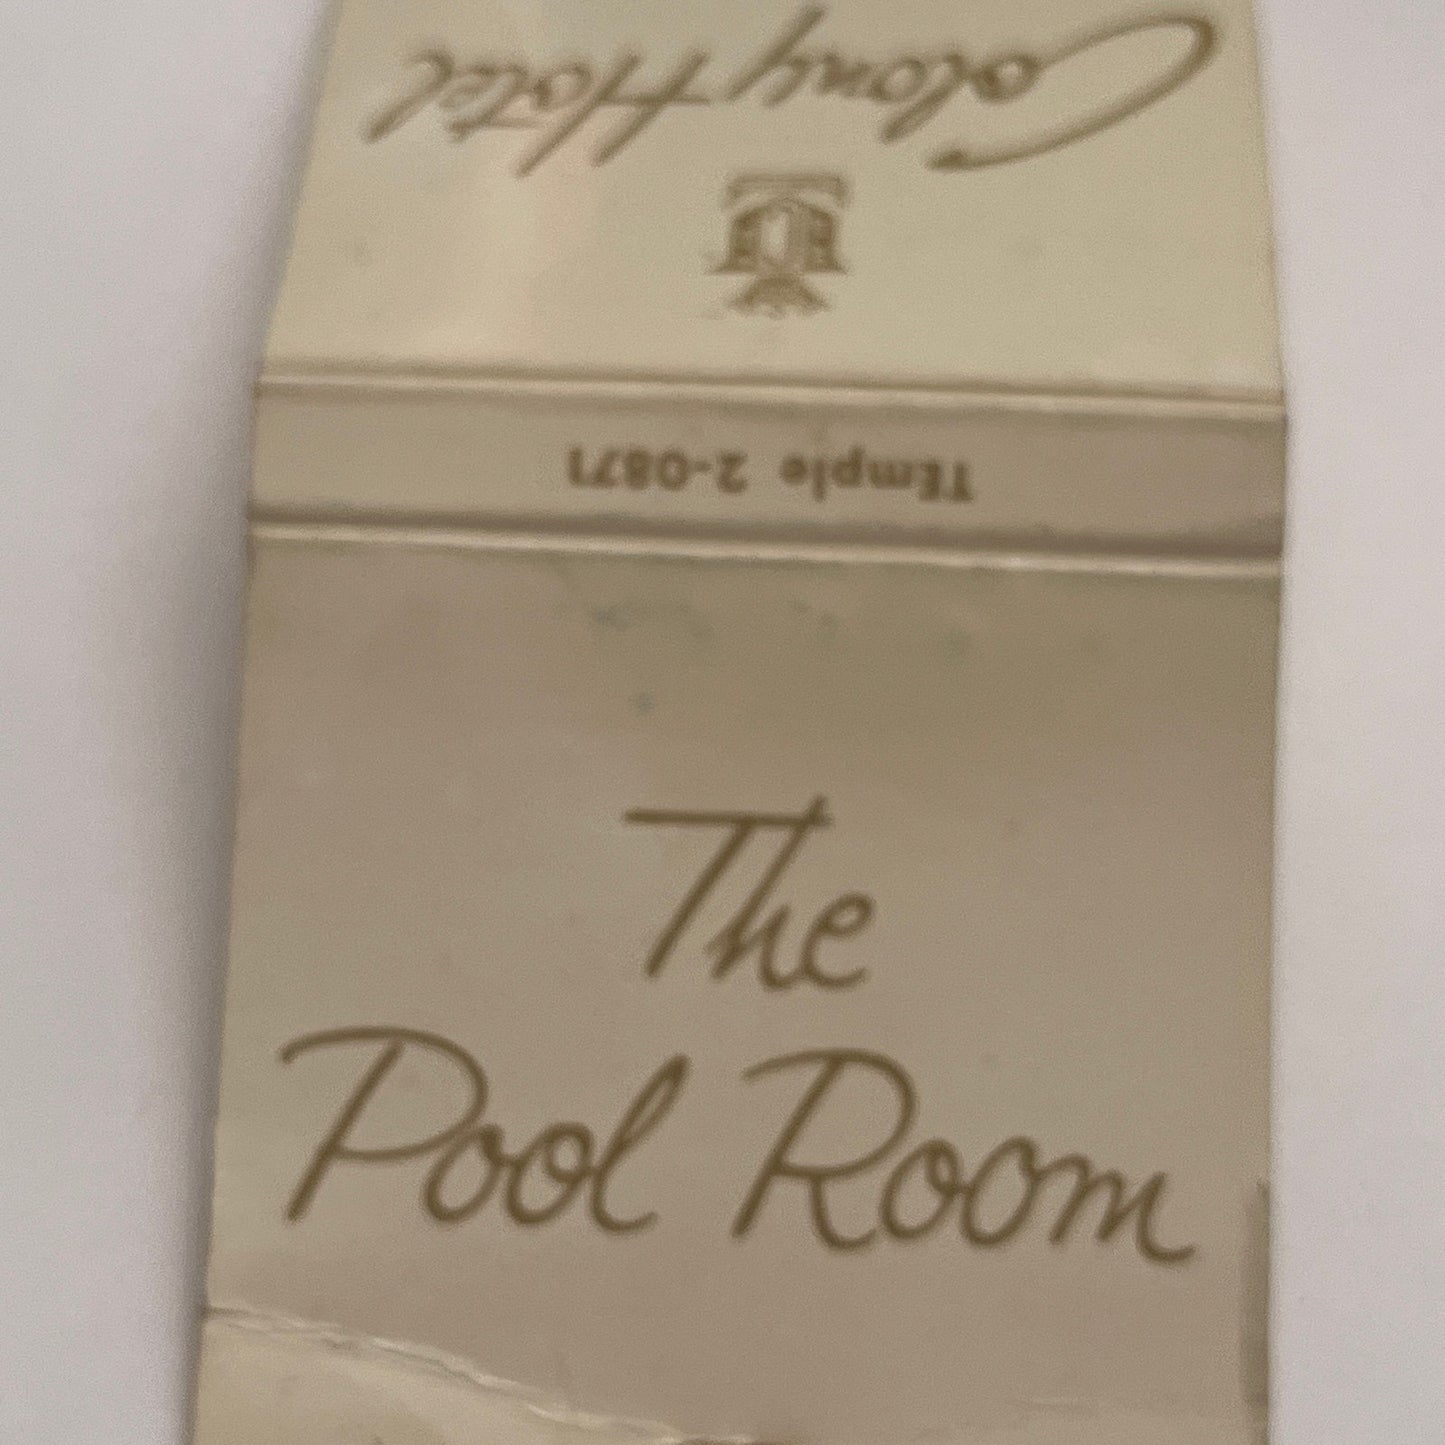 Colony Hotel
TEmple 2-0871
The
Pool Room